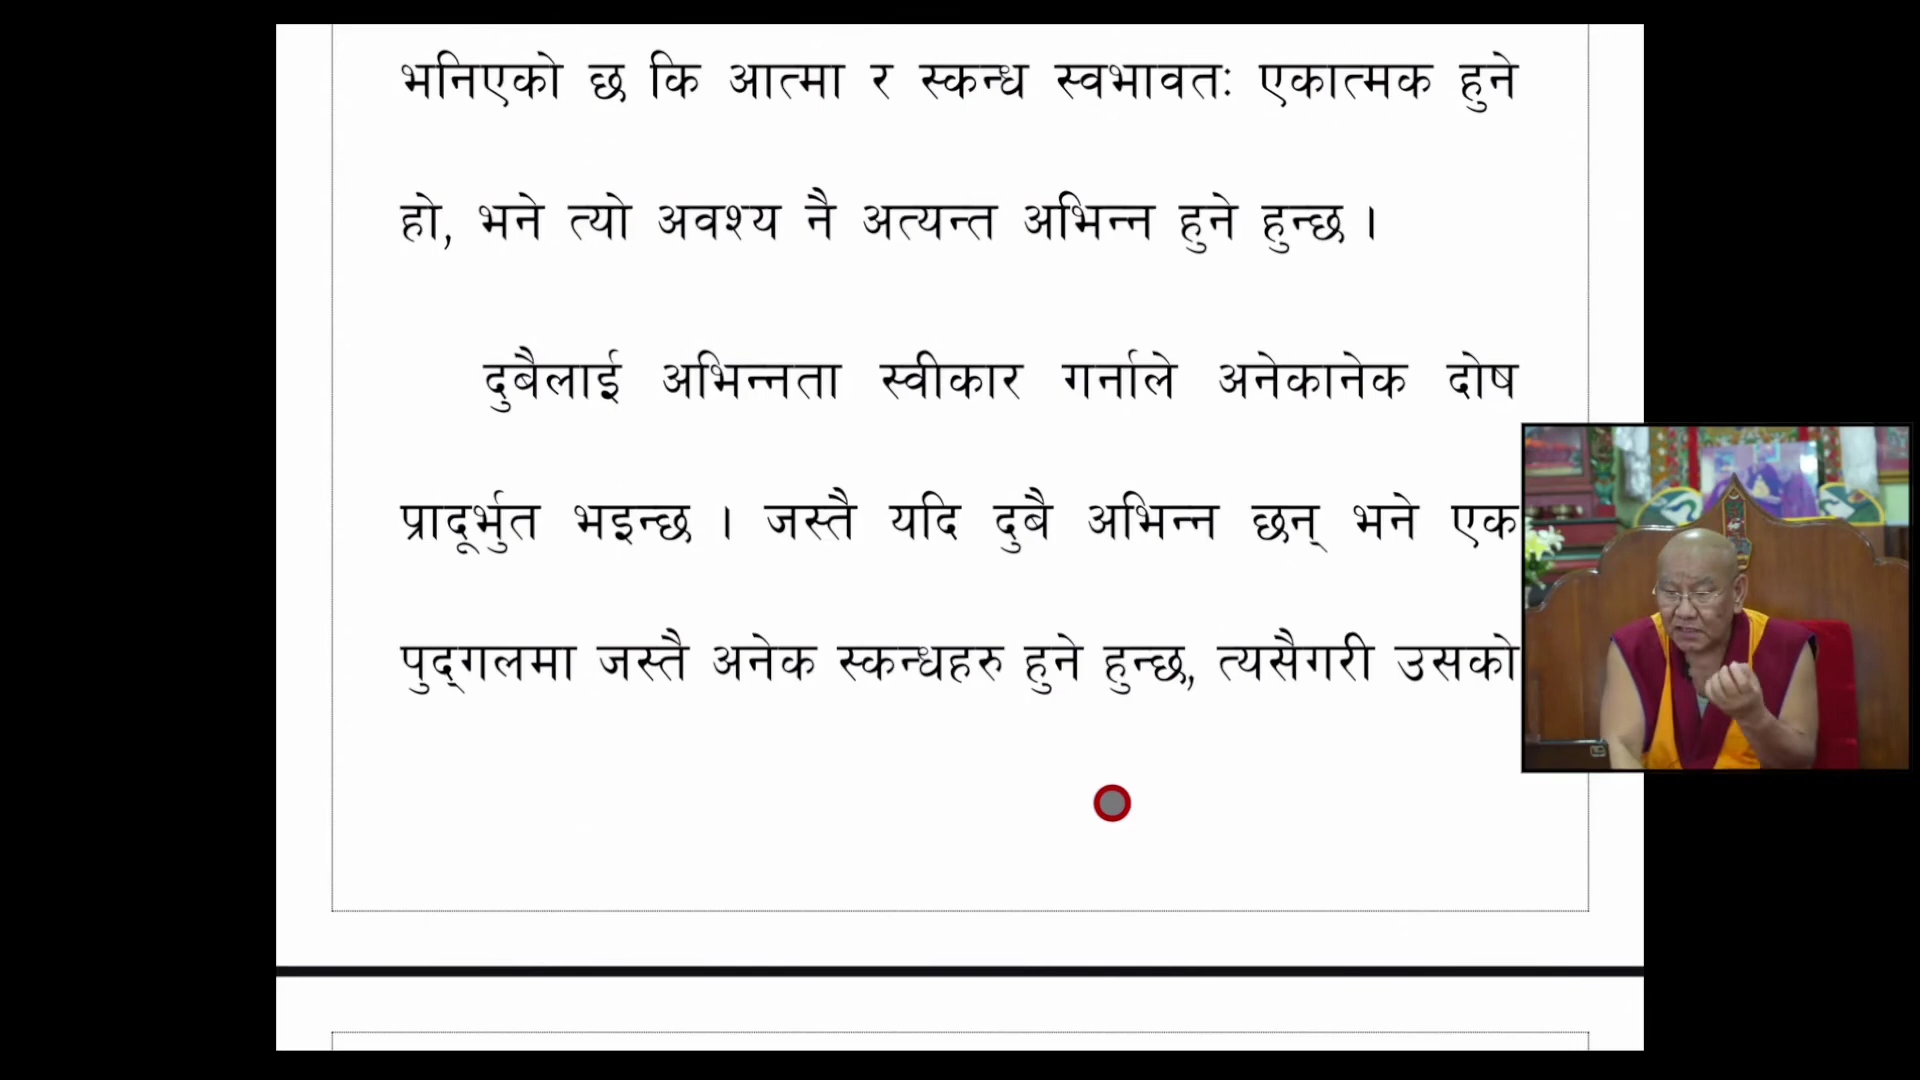 भनिएको छ कि आत्मा र स्कन्ध स्वभावतः एकात्मक हुने
हो, भने त्यो अवश्य नै अत्यन्त अभिन्न हुने हुन्छ ।
दुबैलाई अभिन्नता स्वीकार गर्नाले अनेकानेक दोष
प्रादूर्भुत भइन्छ । जस्तै यदि दुबै अभिन्न छन् भने एक
पुद्‌गलमा जस्तै अनेक स्कन्धहरु हुने हुन्छ, त्यसैगरी उसको